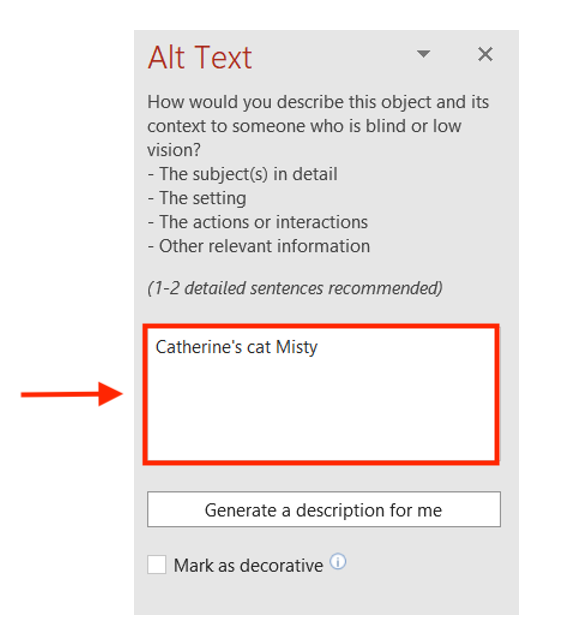 Alt Text
How would you describe this object and its
context to someone who is blind or low
vision?
- The subject(s) in detail
- The setting
- The actions or interactions
- Other relevant information
(1-2 detailed sentences recommended)
Catherine's cat Misty
Generate a description for me
Mark as decorative